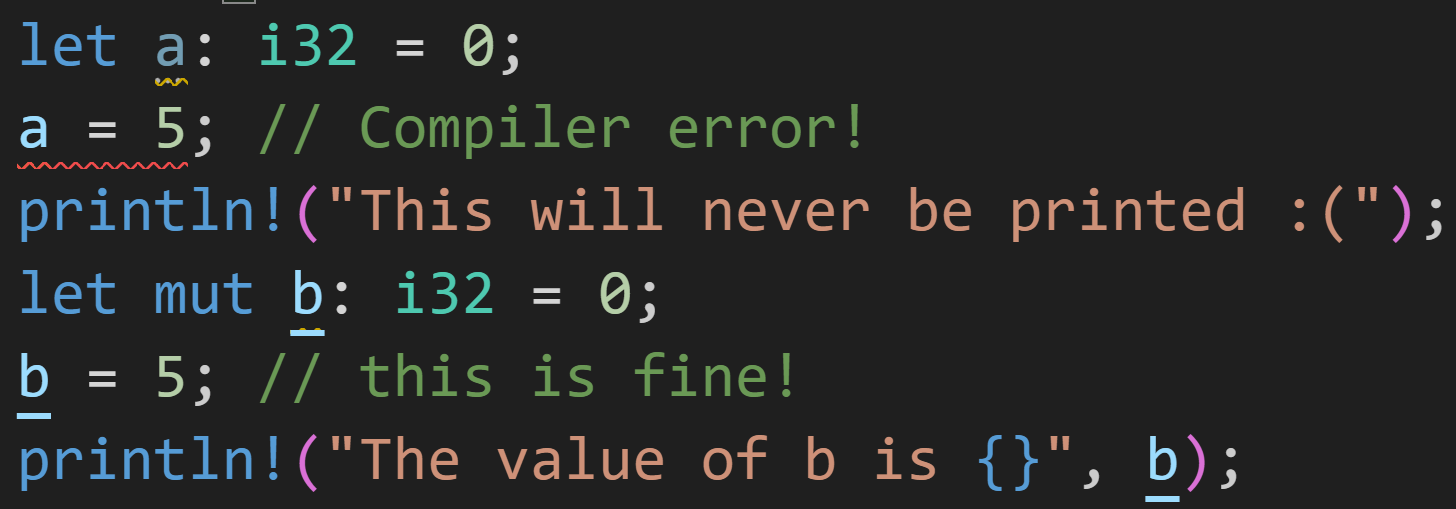 let a: i32 = 0;
a = 5; // Compiler error!
println!("This will never be printed :(");
let mut b: i32 = 0;
b = 5; // this is fine!
println!("The value of b is {}", b);